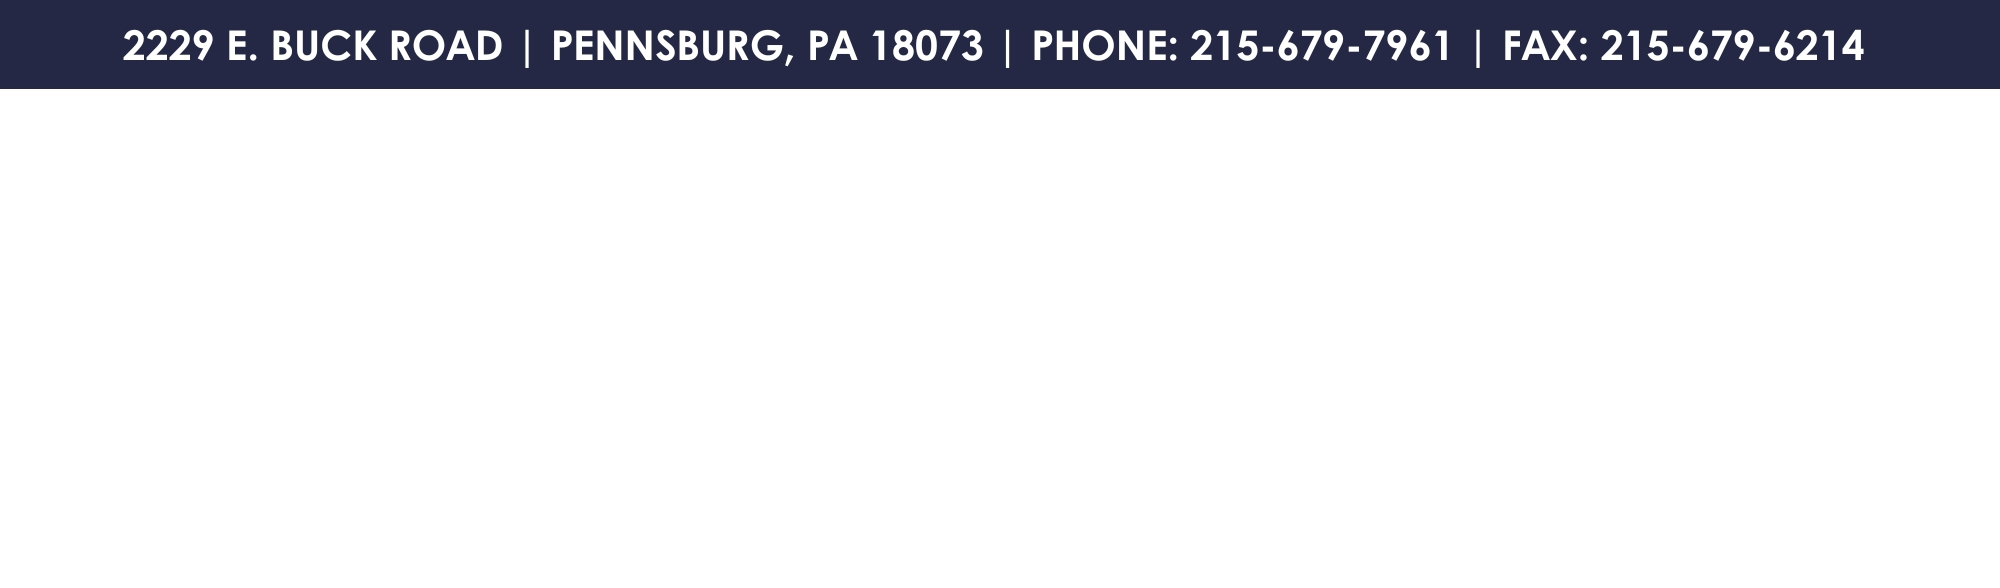 2229 E. BUCK ROAD | PENNSBURG, PA 18073 | PHONE: 215-679-7961 | FAX: 215-679-6214